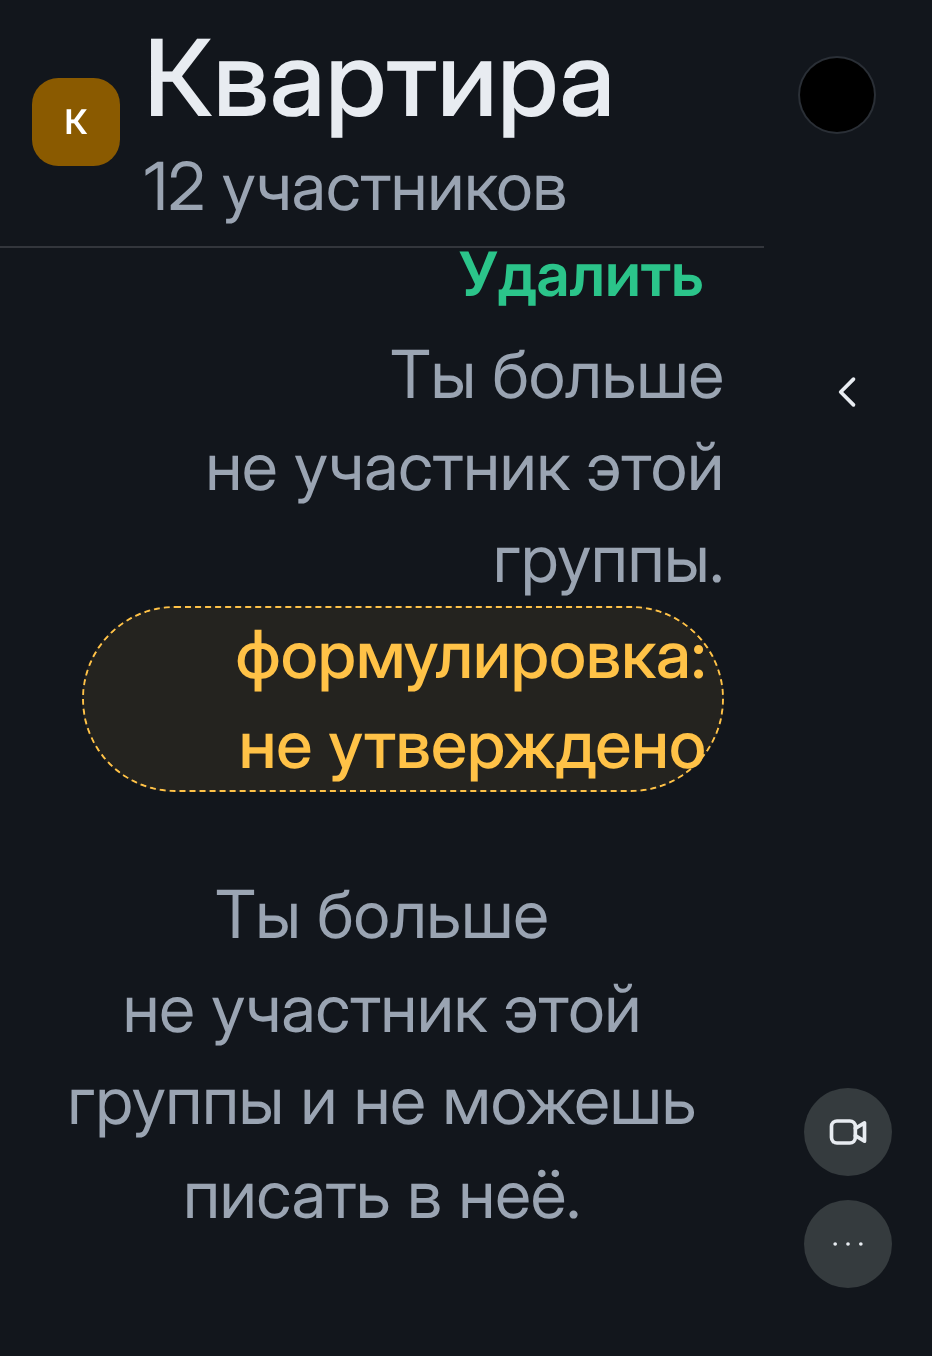 К
Квартира
12 участников
Удалить
Ты больше
не участник этой
группы.
формулировка:
не утверждено
Ты больше
не участник этой
группы и не можешь
писать в неё.